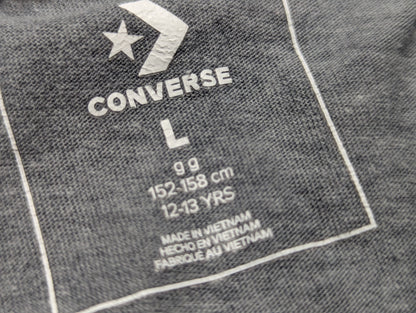 CONVERSE
L
g g
152-158 cm
12-13 YRS
MADE IN VIETNAM
HECHO EN VIETNAM
FABRIQUÉ AU VIETNAM